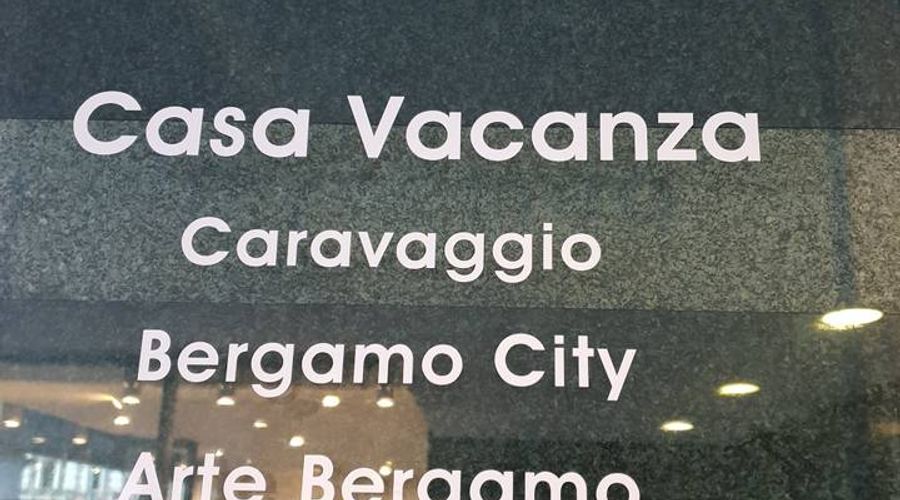 Casa Vacanza
Caravaggio
Bergamo City
Arte Bergamo